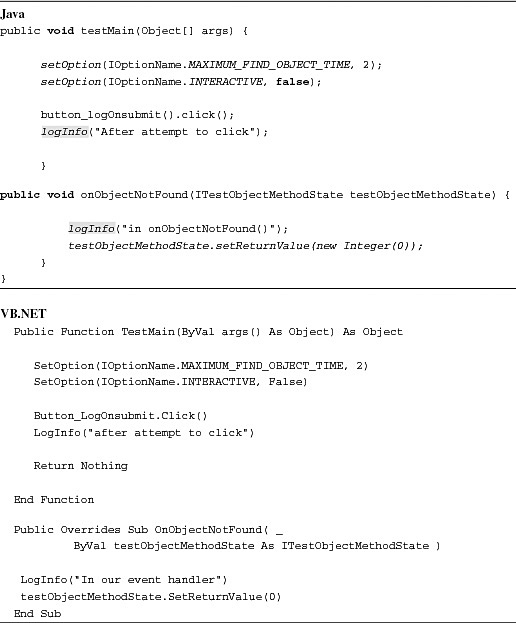 Java
public void testMain(Object[] args) {
setOption(IOptionName.MAXIMUM_FIND_OBJECT_TIME, 2);
setOption(IOptionName.INTERACTIVE, false);
button_logOnsubmit().click();
logInfo("After attempt to click");
}
public void onObjectNotFound(ITestObjectMethodState testObjectMethodState) {
logInfo("in onObjectNotFound()");
testObjectMethodState.setReturnValue(new Integer(0));
}
}
VB.NET
Public Function TestMain(ByVal args() As Object) As Object
SetOption(IOptionName.MAXIMUM_FIND_OBJECT_TIME, 2)
SetOption(IOptionName.INTERACTIVE, False)
Button_LogOnsubmit.Click()
LogInfo("after attempt to click")
Return Nothing
End Function
Public Overrides Sub OnObjectNotFound( _
ByVal testObjectMethodState As ITestObjectMethodState )
LogInfo("In our event handler")
testObjectMethodState.SetReturnValue(0)
End Sub